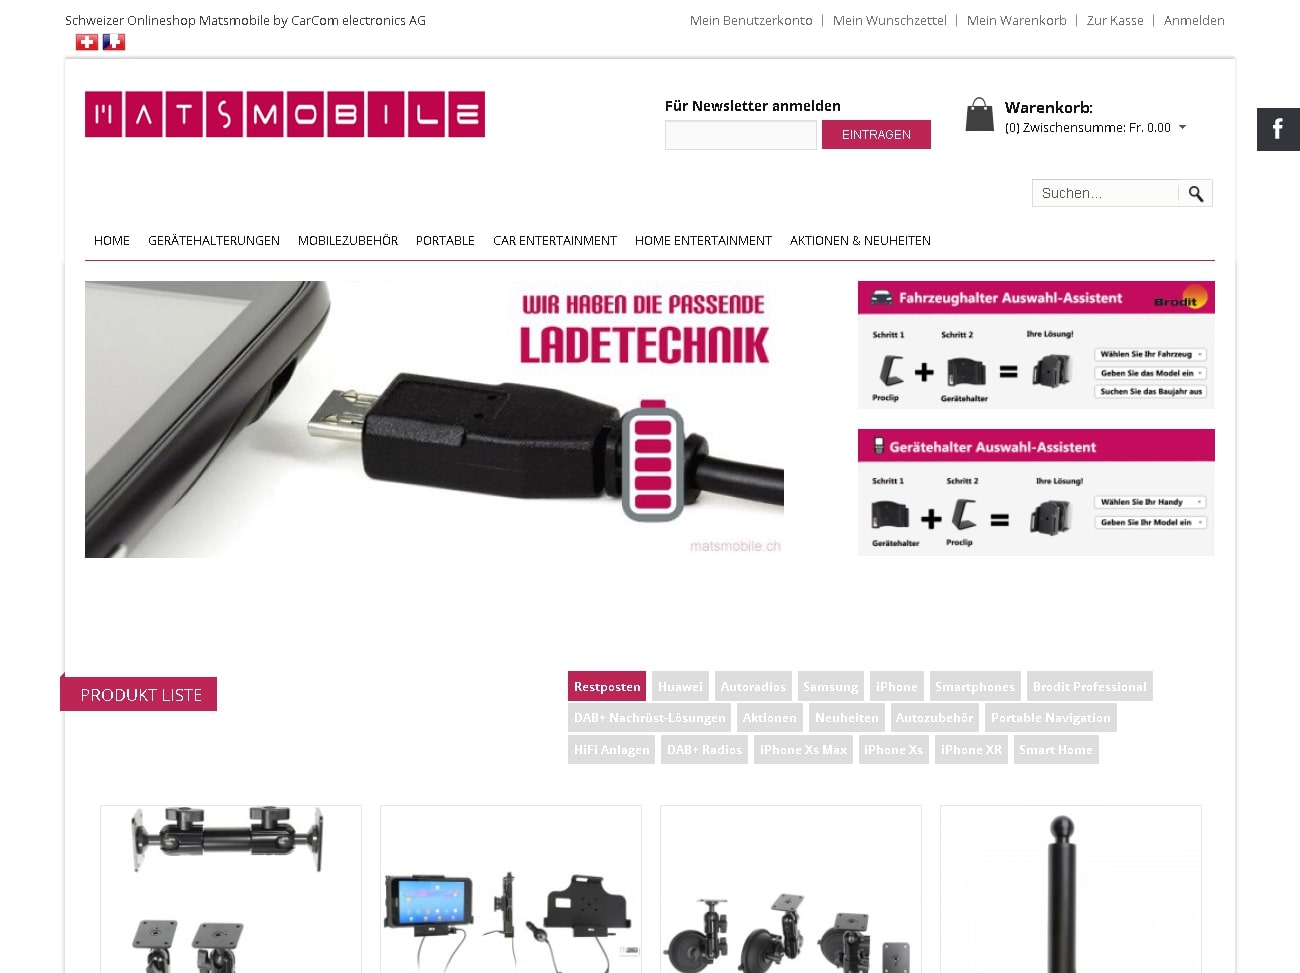 Schweizer Onlineshop Matsmobile by CarCom electronics AG
Mein Benutzerkonto
Mein Wunschzettel
Mein Warenkorb
Zur Kasse
Anmelden
MATSMOBILE
Für Newsletter anmelden
EINTRAGEN
Warenkorb:
(0) Zwischensumme: Fr. 0.00
Suchen...
HOME
GERÄTEHALTERUNGEN
MOBILEZUBEHÖR
PORTABLE
CAR ENTERTAINMENT
HOME ENTERTAINMENT
AKTIONEN & NEUHEITEN
WIR HABEN DIE PASSENDE
LADETECHNIK
matsmobile.ch
Fahrzeughalter Auswahl-Assistent
Brodit
Schritt 1
Schritt 2
Ihre Lösung!
Wählen Sie Ihr Fahrzeug
Geben Sie das Model ein
Suchen Sie das Baujahr aus
Proclip
Gerätehalter
Gerätehalter Auswahl-Assistent
Schritt 1
Schritt 2
Ihre Lösung!
Wählen Sie Ihr Handy
Geben Sie Ihr Model ein
Gerätehalter
Proclip
PRODUKT LISTE
Restposten
Huawei
Autoradios
Samsung
iPhone
Smartphones
Brodit Professional
DAB+ Nachrüst-Lösungen
Aktionen
Neuheiten
Autozubehör
Portable Navigation
HiFi Anlagen
DAB+ Radios
iPhone Xs Max
iPhone Xs
iPhone XR
Smart Home